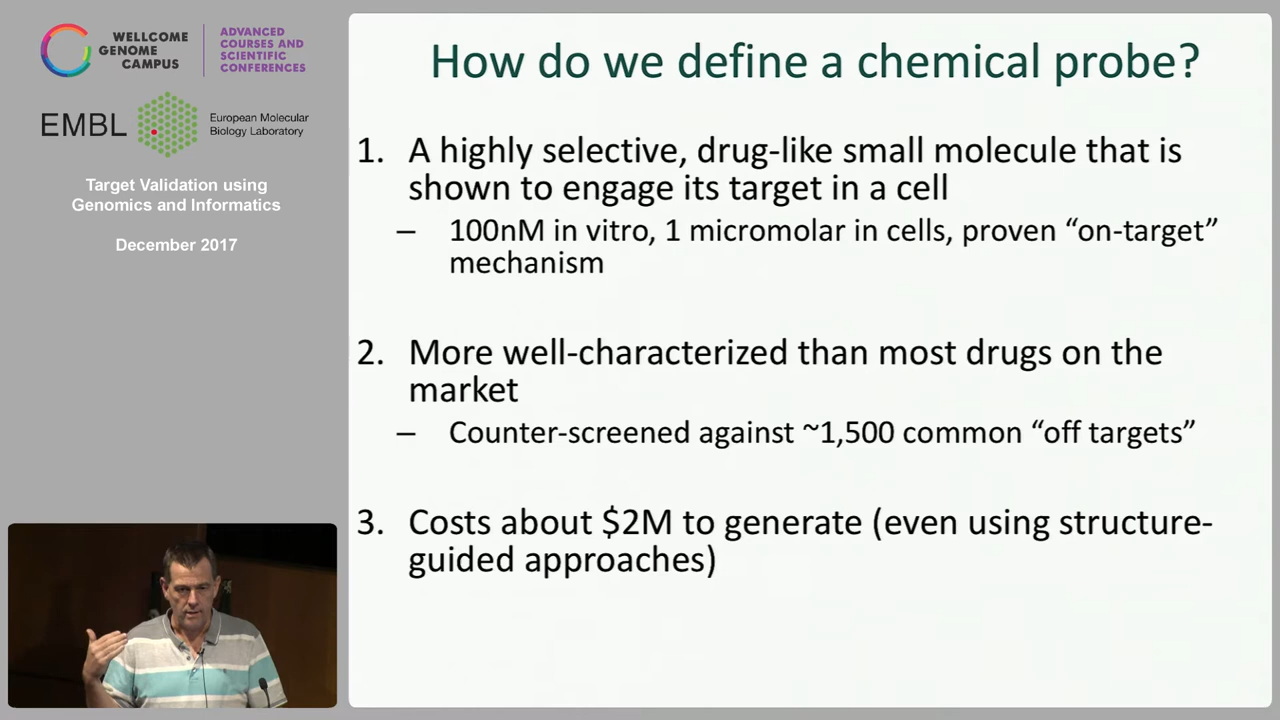 WELLCOME
GENOME
CAMPUS
ADVANCED
COURSES AND
SCIENTIFIC
CONFERENCES
EMBL
European Molecular
Biology Laboratory
Target Validation using
Genomics and Informatics
December 2017
How do we define a chemical probe?
1. A highly selective, drug-like small molecule that is
shown to engage its target in a cell
– 100nM in vitro, 1 micromolar in cells, proven “on-target”
mechanism
2. More well-characterized than most drugs on the
market
– Counter-screened against ~1,500 common “off targets”
3. Costs about $2M to generate (even using structure-
guided approaches)